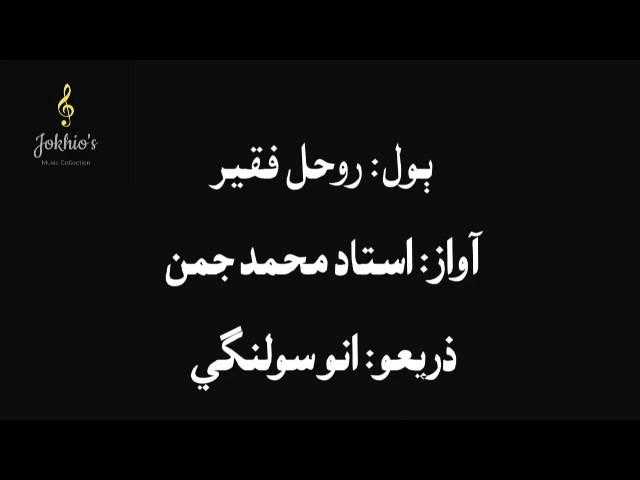 Jokhio's
Music Collection
ٻول: روحل فقير
آواز: استاد محمد جمن
ذريعو: انو سولنگي